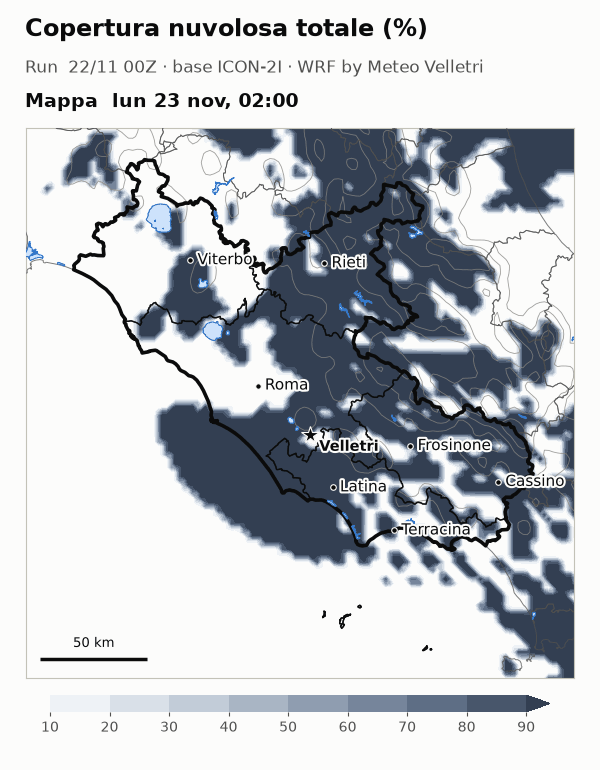 Copertura nuvolosa totale (%)
Run  22/11 00Z · base ICON-2I · WRF by Meteo Velletri
Mappa  lun 23 nov, 02:00
Viterbo
Rieti
Roma
Velletri
Frosinone
Cassino
Latina
Terracina
50 km
10 20 30 40 50 60 70 80 90